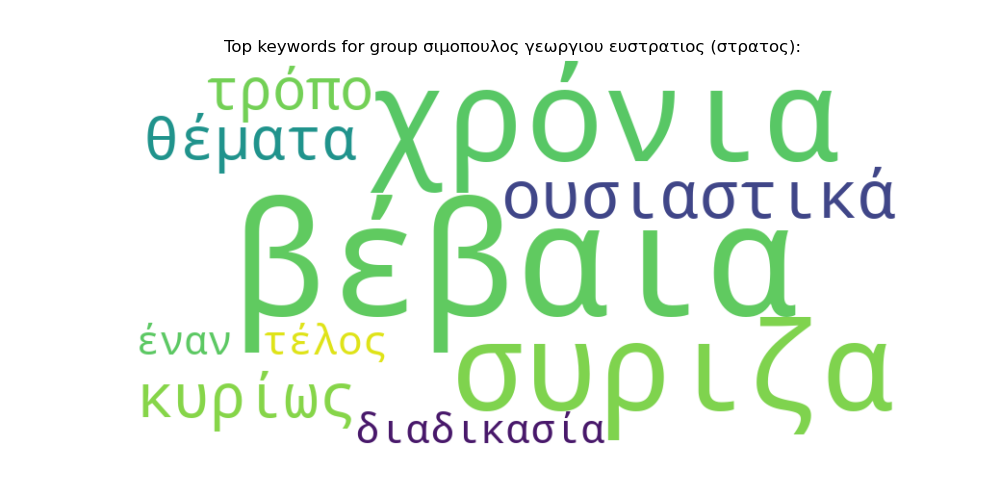 Top keywords for group σιμοπουλος γεωργιου ευστρατιος (στρατος):
τρόπο
χρόνια
θέματα
ουσιαστικά
βέβαια
έναν
τέλος
συριζα
κυρίως
διαδικασία